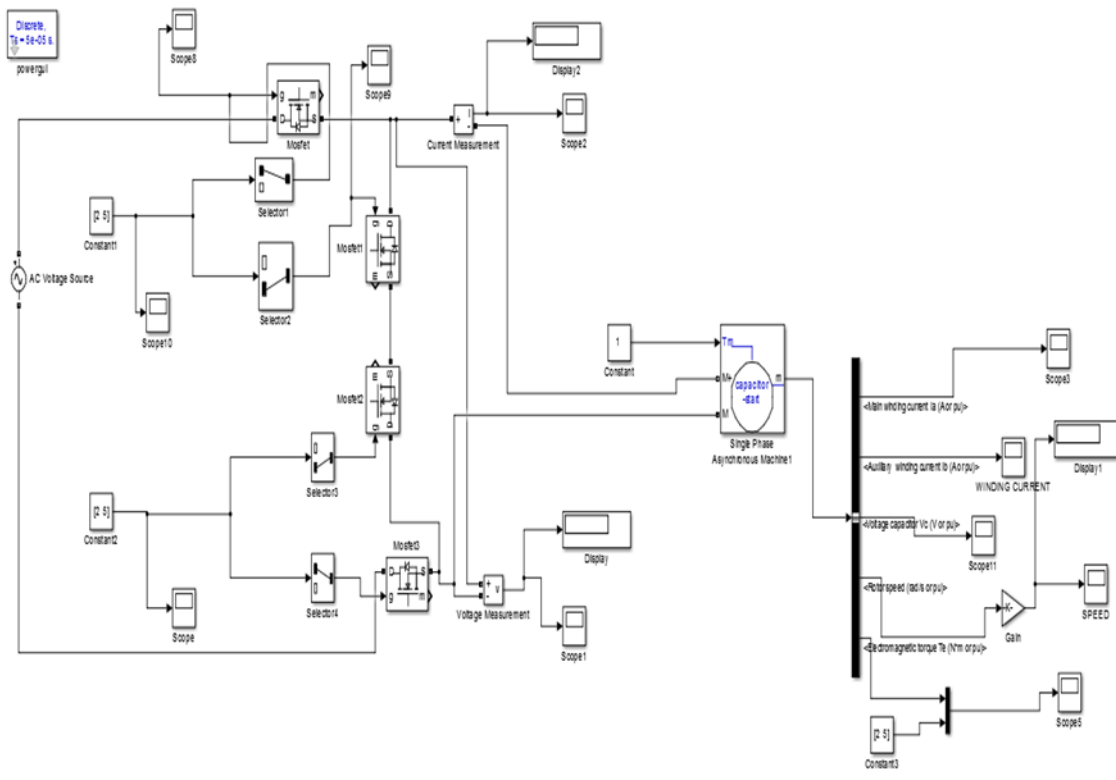 Discrete,
Ts = 5e-05 s.
powergui
Scope8
Scope9
g
m
D
S
Mosfet
Display2
+
i
-
Current Measurement
Scope2
Selector1
[2 5]
Constant1
Selector2
Mosfet1
g
D
m
S
AC Voltage Source
Scope10
Mosfet2
m
S
g
D
1
Constant
Tm
M+
M
m
capacitor
-start
Single Phase
Asynchronous Machine1
Scope3
<Main winding current Ia (A or pu)>
Display1
<Auxiliary winding current Ib (A or pu)>
WINDING CURRENT
<Voltage capacitor Vc (V or pu)>
Scope11
<Rotor speed (rad/s or pu)>
-K-
Gain
SPEED
<Electromagnetic torque Te (N*m or pu)>
Scope5
[2 5]
Constant3
Selector3
[2 5]
Constant2
Selector4
Scope
Mosfet3
D
S
g
m
Display
+
v
-
Voltage Measurement
Scope1